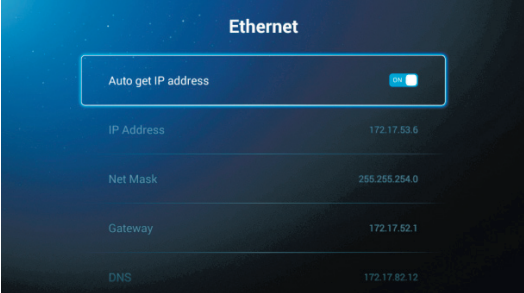 Ethernet
Auto get IP address ON
IP Address 172.17.53.6
Net Mask 255.255.254.0
Gateway 172.17.52.1
DNS 172.17.82.12